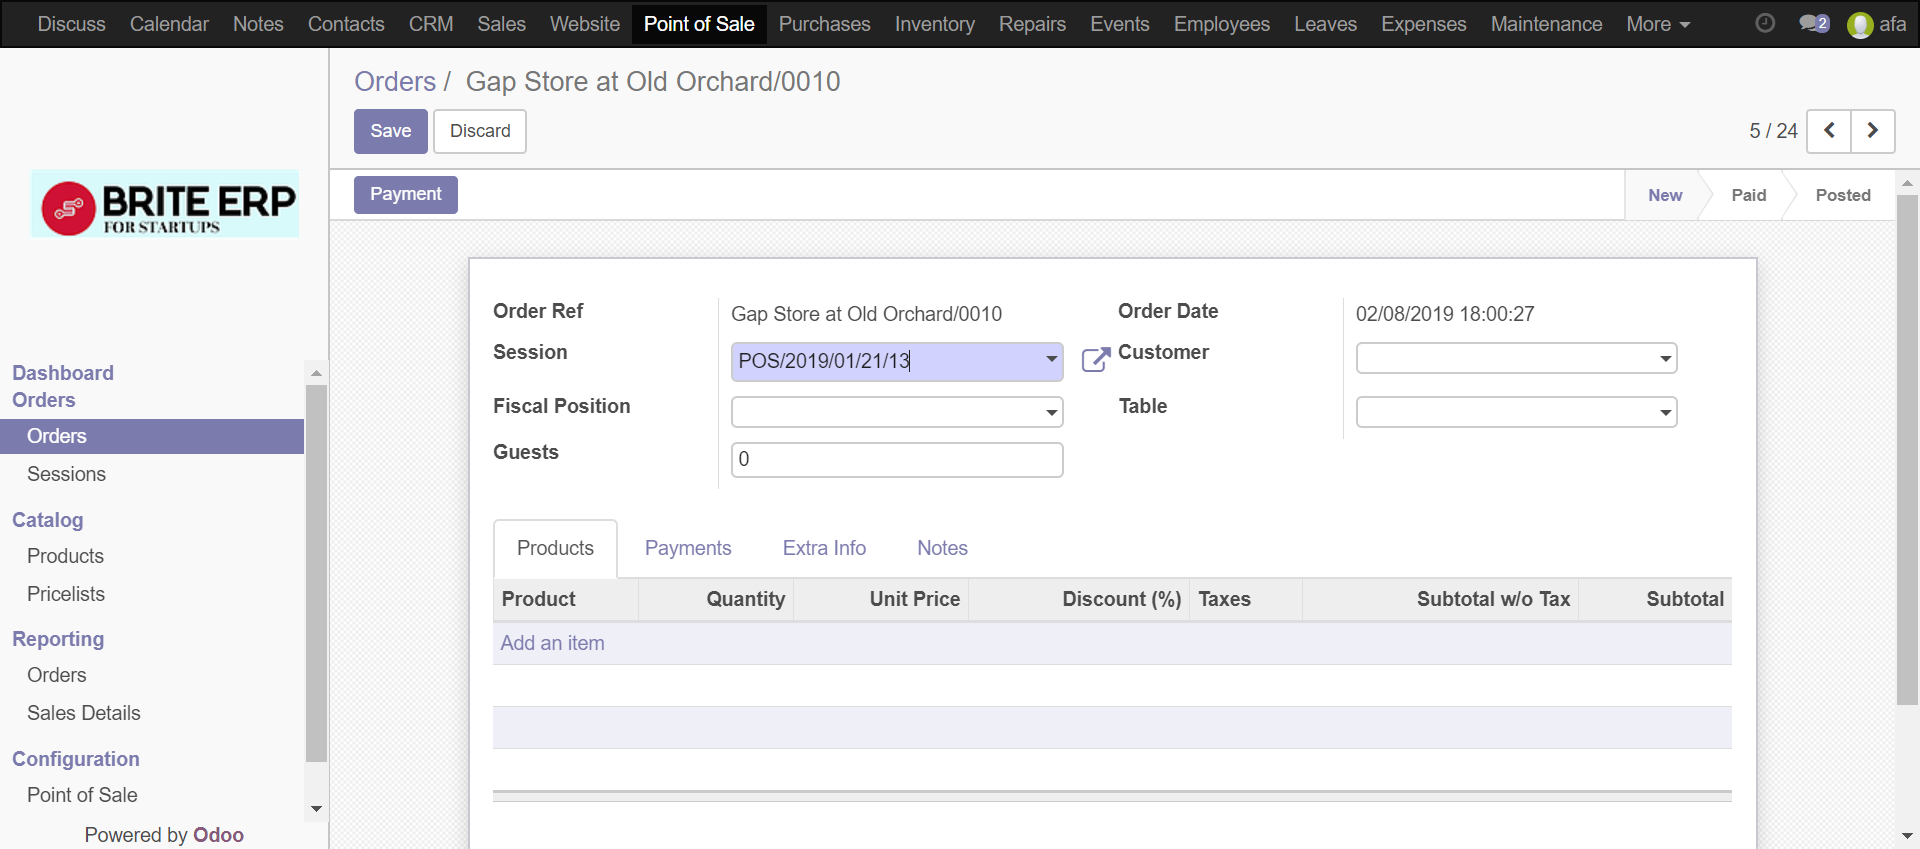 Discuss Calendar Notes Contacts CRM Sales Website Point of Sale Purchases Inventory Repairs Events Employees Leaves Expenses Maintenance More 2 afa
Orders / Gap Store at Old Orchard/0010
Save Discard
5 / 24
Payment
New Paid Posted
BRITE ERP
FOR STARTUPS
Dashboard
Orders
Orders
Sessions
Catalog
Products
Pricelists
Reporting
Orders
Sales Details
Configuration
Point of Sale
Powered by Odoo
Order Ref Gap Store at Old Orchard/0010 Order Date 02/08/2019 18:00:27
Session POS/2019/01/21/13 Customer
Fiscal Position Table
Guests 0
Products Payments Extra Info Notes
Product Quantity Unit Price Discount (%) Taxes Subtotal w/o Tax Subtotal
Add an item